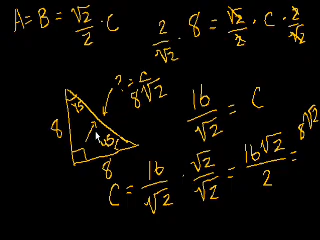 A = B = √2/2 · C
2/√2 · 8 = √2/2 · C · 2/√2
? = C
8√2
45
8
45
8
16/√2 = C
C = 16/√2 · √2/√2 = 16√2/2 = 8√2